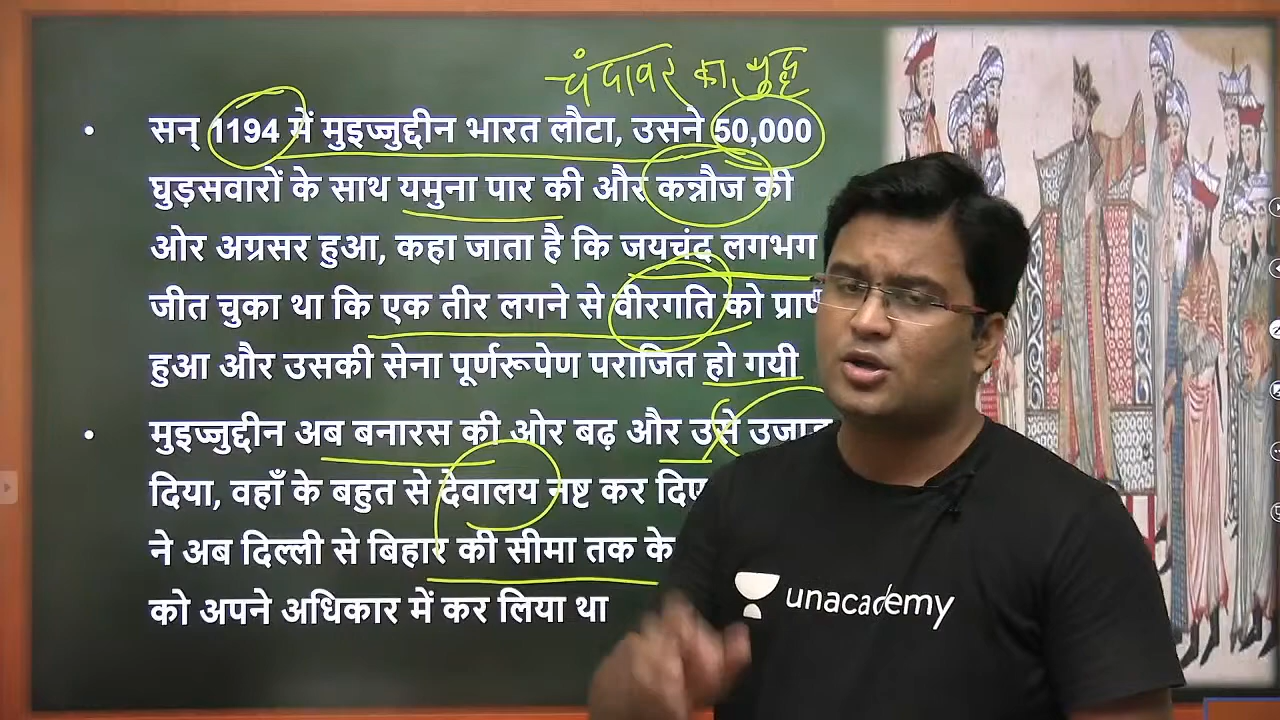 चंदावर का युद्ध
• सन् 1194 में मुइज्जुद्दीन भारत लौटा, उसने 50,000
घुड़सवारों के साथ यमुना पार की और कन्नौज की
ओर अग्रसर हुआ, कहा जाता है कि जयचंद लगभग
जीत चुका था कि एक तीर लगने से वीरगति को
हुआ और उसकी सेना पूर्णरूपेण पराजित हो गयी
• मुइज्जुद्दीन अब बनारस की ओर बढ़ और उसे
दिया, वहाँ के बहुत से देवालय नष्ट कर
ने अब दिल्ली से बिहार की सीमा तक के
को अपने अधिकार में कर लिया था
unacademy